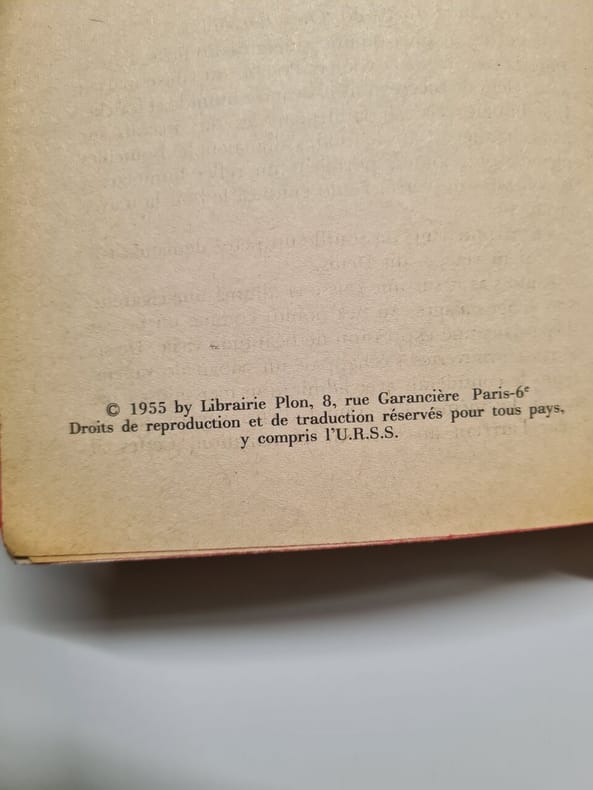 © 1955 by Librairie Plon, 8, rue Garancière Paris-6ᵉ
Droits de reproduction et de traduction réservés pour tous pays,
y compris l'U.R.S.S.